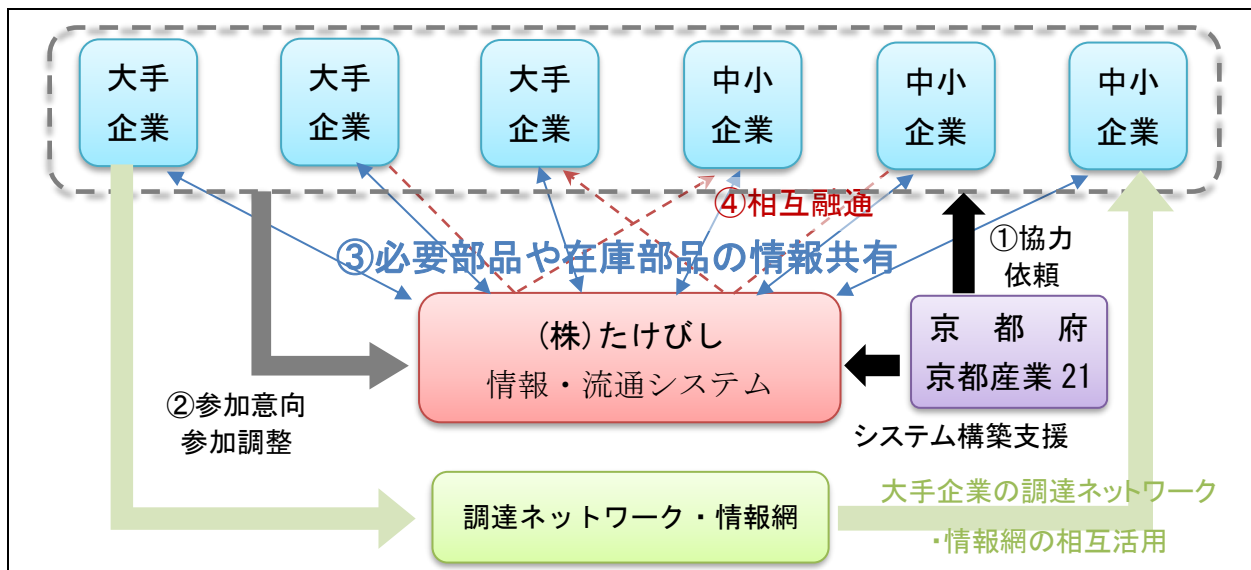 大手
企業
大手
企業
大手
企業
中小
企業
中小
企業
中小
企業
④相互融通
③必要部品や在庫部品の情報共有
①協力
依頼
(株)たけびし
情報・流通システム
京都府
京都産業21
②参加意向
参加調整
システム構築支援
調達ネットワーク・情報網
大手企業の調達ネットワーク
・情報網の相互活用